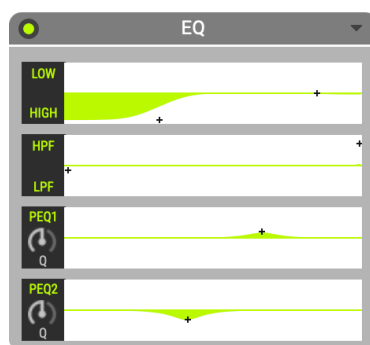 EQ
LOW
HIGH
HPF
LPF
PEQ1
Q
PEQ2
Q